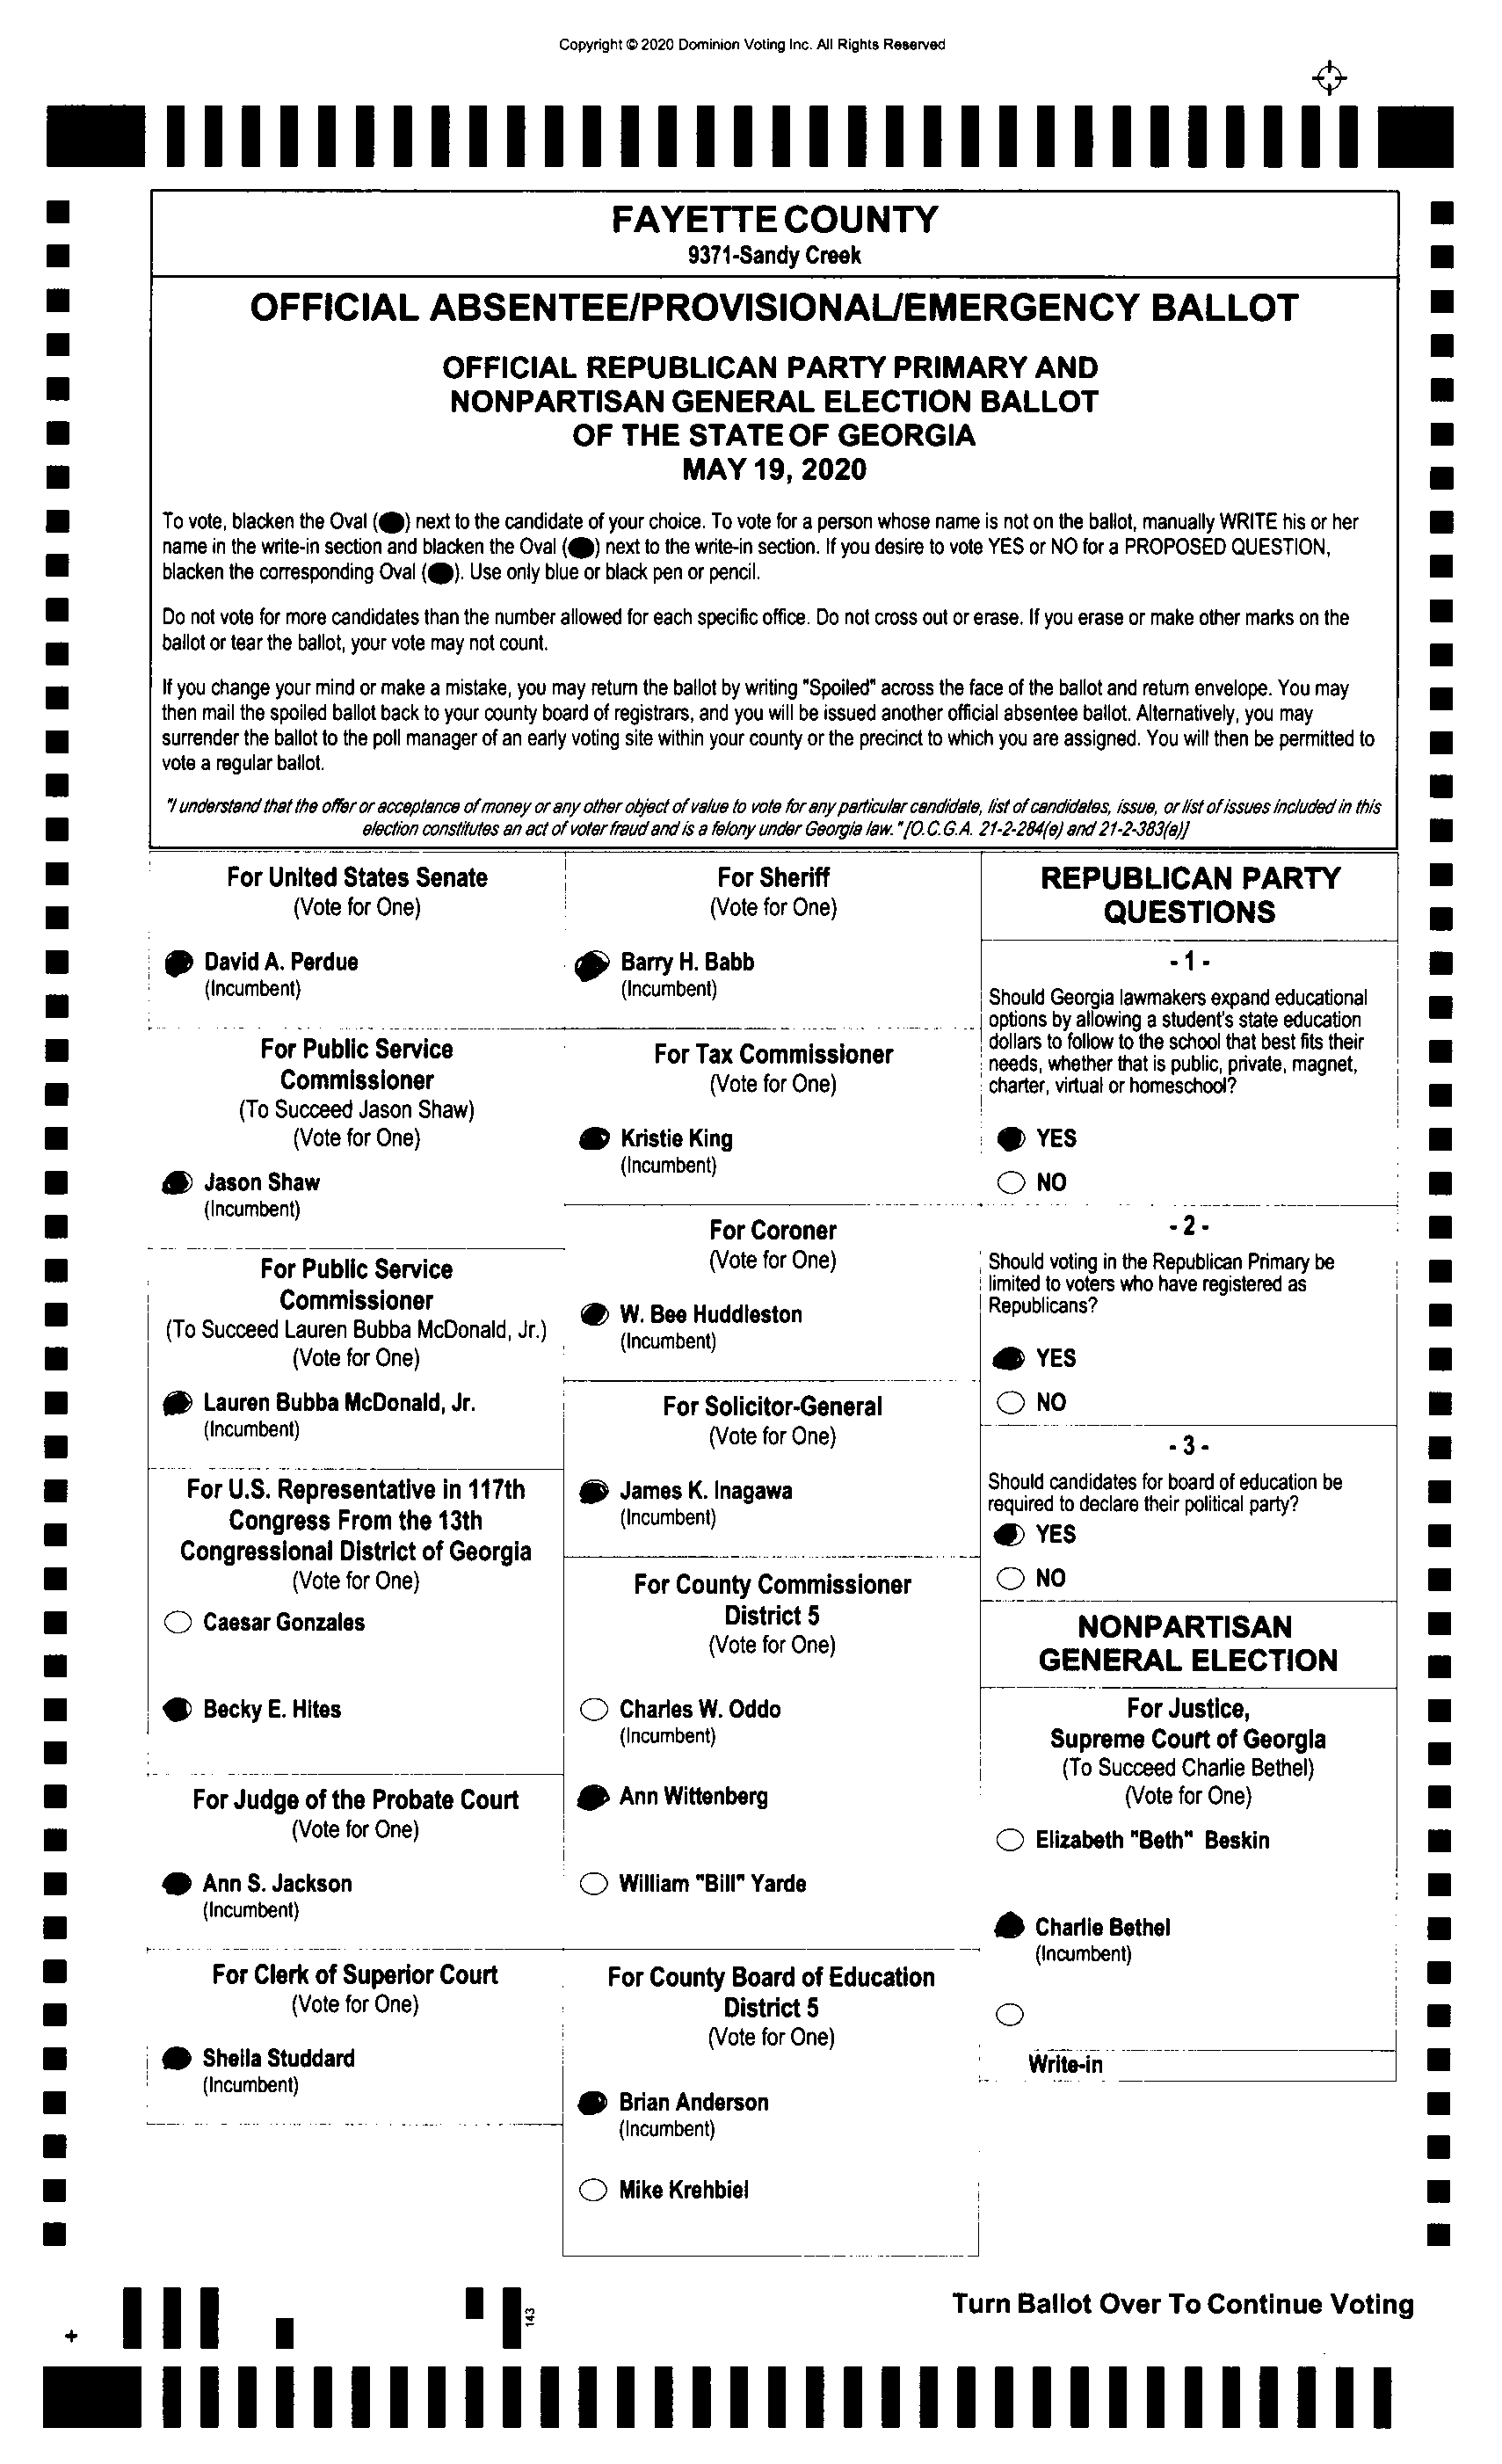 Copyright © 2020 Dominion Voting Inc. All Rights Reserved
FAYETTE COUNTY
9371-Sandy Creek
OFFICIAL ABSENTEE/PROVISIONAL/EMERGENCY BALLOT
OFFICIAL REPUBLICAN PARTY PRIMARY AND
NONPARTISAN GENERAL ELECTION BALLOT
OF THE STATE OF GEORGIA
MAY 19, 2020
To vote, blacken the Oval ( ) next to the candidate of your choice. To vote for a person whose name is not on the ballot, manually WRITE his or her
name in the write-in section and blacken the Oval ( ) next to the write-in section. If you desire to vote YES or NO for a PROPOSED QUESTION,
blacken the corresponding Oval ( ). Use only blue or black pen or pencil.
Do not vote for more candidates than the number allowed for each specific office. Do not cross out or erase. If you erase or make other marks on the
ballot or tear the ballot, your vote may not count.
If you change your mind or make a mistake, you may return the ballot by writing "Spoiled" across the face of the ballot and return envelope. You may
then mail the spoiled ballot back to your county board of registrars, and you will be issued another official absentee ballot. Alternatively, you may
surrender the ballot to the poll manager of an early voting site within your county or the precinct to which you are assigned. You will then be permitted to
vote a regular ballot.
"I understand that the offer or acceptance of money or any other object of value to vote for any particular candidate, list of candidates, issue, or list of issues included in this
election constitutes an act of voter fraud and is a felony under Georgia law." [O.C.G.A. 21-2-284(e) and 21-2-383(a)]
For United States Senate
(Vote for One)
David A. Perdue
(Incumbent)
For Public Service
Commissioner
(To Succeed Jason Shaw)
(Vote for One)
Jason Shaw
(Incumbent)
For Public Service
Commissioner
(To Succeed Lauren Bubba McDonald, Jr.)
(Vote for One)
Lauren Bubba McDonald, Jr.
(Incumbent)
For U.S. Representative in 117th
Congress From the 13th
Congressional District of Georgia
(Vote for One)
Caesar Gonzales
Becky E. Hites
For Judge of the Probate Court
(Vote for One)
Ann S. Jackson
(Incumbent)
For Clerk of Superior Court
(Vote for One)
Sheila Studdard
(Incumbent)
For Sheriff
(Vote for One)
Barry H. Babb
(Incumbent)
For Tax Commissioner
(Vote for One)
Kristie King
(Incumbent)
For Coroner
(Vote for One)
W. Bee Huddleston
(Incumbent)
For Solicitor-General
(Vote for One)
James K. Inagawa
(Incumbent)
For County Commissioner
District 5
(Vote for One)
Charles W. Oddo
(Incumbent)
Ann Wittenberg
William "Bill" Yarde
For County Board of Education
District 5
(Vote for One)
Brian Anderson
(Incumbent)
Mike Krehbiel
REPUBLICAN PARTY
QUESTIONS
- 1 -
Should Georgia lawmakers expand educational
options by allowing a student's state education
dollars to follow to the school that best fits their
needs, whether that is public, private, magnet,
charter, virtual or homeschool?
YES
NO
- 2 -
Should voting in the Republican Primary be
limited to voters who have registered as
Republicans?
YES
NO
- 3 -
Should candidates for board of education be
required to declare their political party?
YES
NO
NONPARTISAN
GENERAL ELECTION
For Justice,
Supreme Court of Georgia
(To Succeed Charlie Bethel)
(Vote for One)
Elizabeth "Beth" Beskin
Charlie Bethel
(Incumbent)
Write-in
143
Turn Ballot Over To Continue Voting